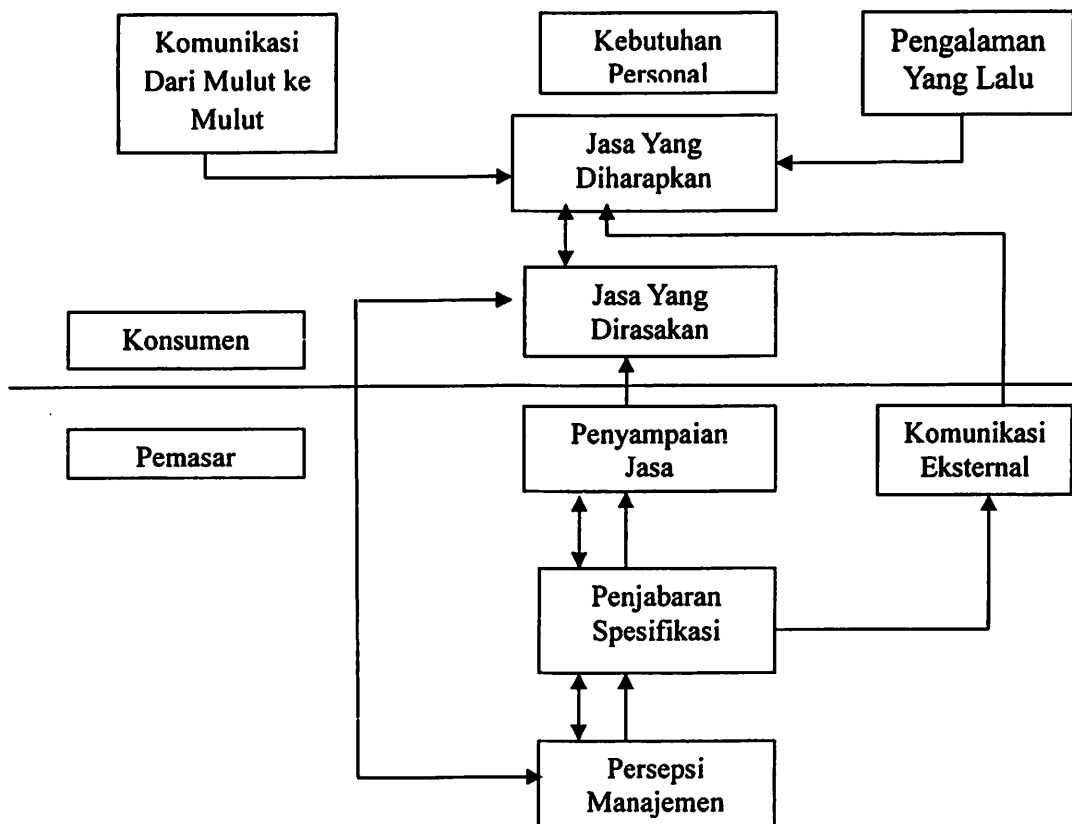 Komunikasi
Dari Mulut ke
Mulut
Kebutuhan
Personal
Pengalaman
Yang Lalu
Jasa Yang
Diharapkan
Jasa Yang
Dirasakan
Konsumen
Pemasar
Penyampaian
Jasa
Komunikasi
Eksternal
Penjabaran
Spesifikasi
Persepsi
Manajemen